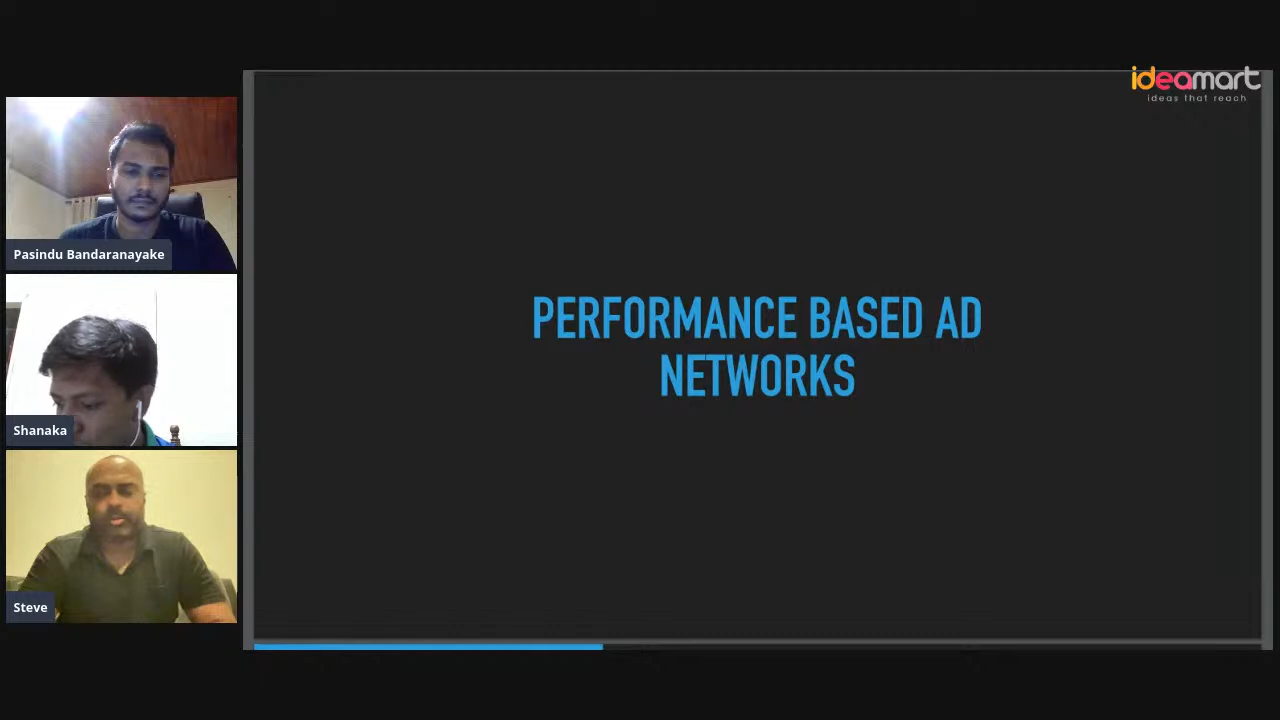 ideamart
ideas that reach
Pasindu Bandaranayake
PERFORMANCE BASED AD
NETWORKS
Shanaka
Steve